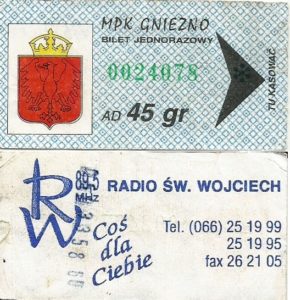 MPK GNIEZNO
BILET JEDNORAZOWY
0024078
AD 45 gr
TU KASOWAĆ
RW
89,5
MHz
RADIO ŚW. WOJCIECH
Coś
dla
Ciebie
Tel. (066) 25 19 99
25 19 95
fax 26 21 05